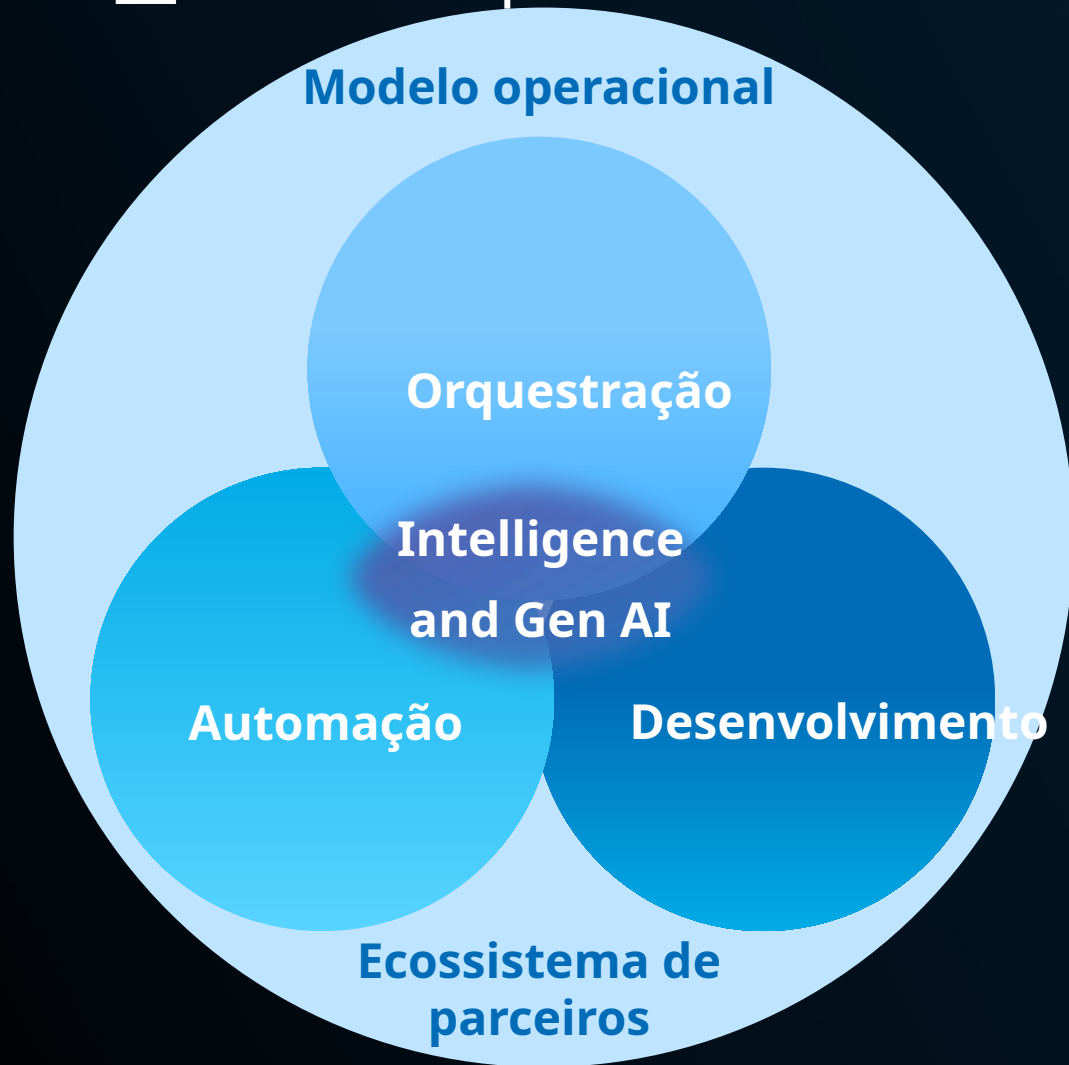 Modelo operacional
Orquestração
Intelligence
and Gen AI
Automação
Desenvolvimento
Ecossistema de
parceiros